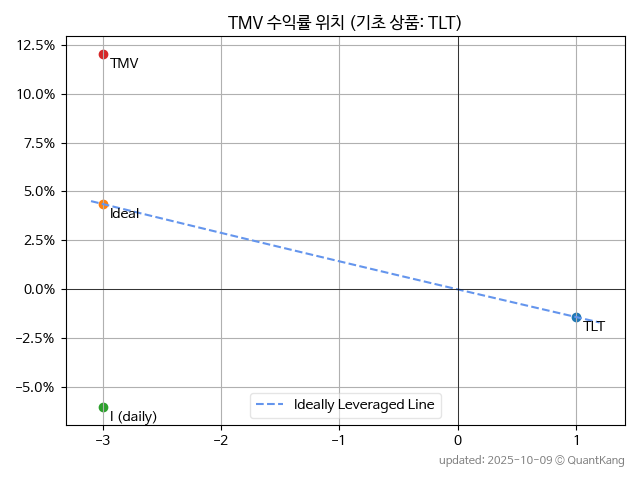 TMV 수익률 위치 (기초 상품: TLT)
12.5%
10.0%
7.5%
5.0%
2.5%
0.0%
−2.5%
−5.0%
TMV
Ideal
TLT
I (daily)
Ideally Leveraged Line
−3
−2
−1
0
1
updated: 2025-10-09 © QuantKang